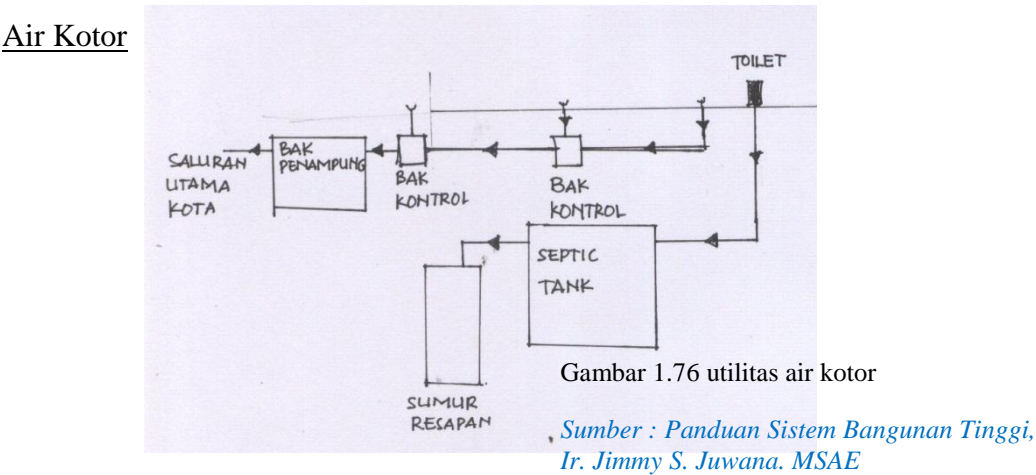 Air Kotor
TOILET
SALURAN
UTAMA
KOTA
BAK
PENAMPUNG
BAK
KONTROL
BAK
KONTROL
SEPTIC
TANK
SUMUR
RESAPAN
Gambar 1.76 utilitas air kotor
Sumber : Panduan Sistem Bangunan Tinggi,
Ir. Jimmy S. Juwana. MSAE